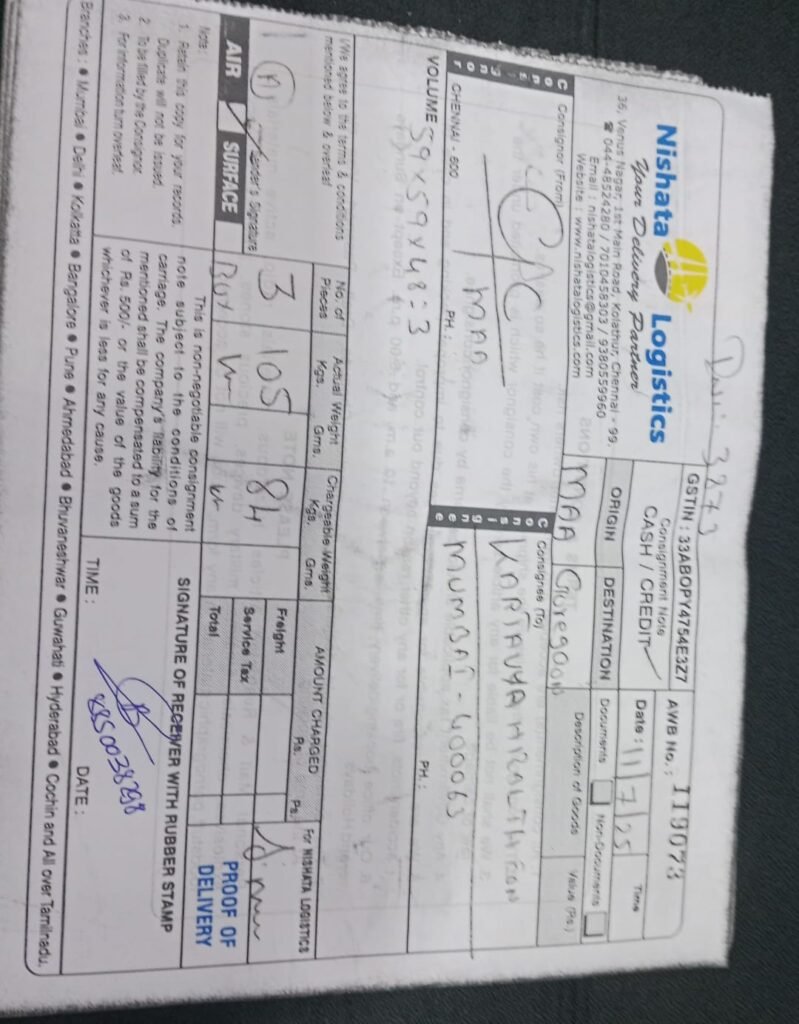 Nishata Logistics
Your Delivery Partner
36, Venus Nagar, 1st Main Road, Kolathur, Chennai - 99.
☎ 044-48524280 / 7010458303 / 9380559960
Email : nishatalogistics@gmail.com
Website : www.nishatalogistics.com
3873
GSTIN : 33ABOPY4754E3Z7
Consignment Note
CASH / CREDIT
AWB No. : 119073
Date : 11/7/25
Time
ORIGIN
MAA
DESTINATION
Goregaon
Documents
Non-Documents
Description of Goods
Value (Rs.)
Consignor
Consignor (From)
MAA
CHENNAI - 600
PH. :
Consignee
Consignee (To)
MUMBAI - 400063
PH. :
VOLUME 59x59x48:3
I/We agree to the terms & conditions
mentioned below & overleaf
Sender's Signature
AIR
SURFACE
No. of
Pieces
3
Box
Actual Weight
Kgs. Gms.
105
Chargeable Weight
Kgs. Gms.
84
AMOUNT CHARGED
Rs. Ps.
Freight
Service Tax
Total
For NISHATA LOGISTICS
PROOF OF
DELIVERY
Note :
1. Retain this copy for your records.
Duplicate will not be issued.
2. To be filled by the Consignor.
3. For information turn overleaf.
This is non-negotiable consignment
note subject to the conditions of
carriage. The company's liability for the
mentioned shall be compensated to a sum
of Rs. 500/- or the value of the goods
whichever is less for any cause.
SIGNATURE OF RECEIVER WITH RUBBER STAMP
TIME :
DATE :
Branches : ● Mumbai ● Delhi ● Kolkatta ● Bangalore ● Pune ● Ahmedabad ● Bhuvaneshwar ● Guwahati ● Hyderabad ● Cochin and All over Tamilnadu.